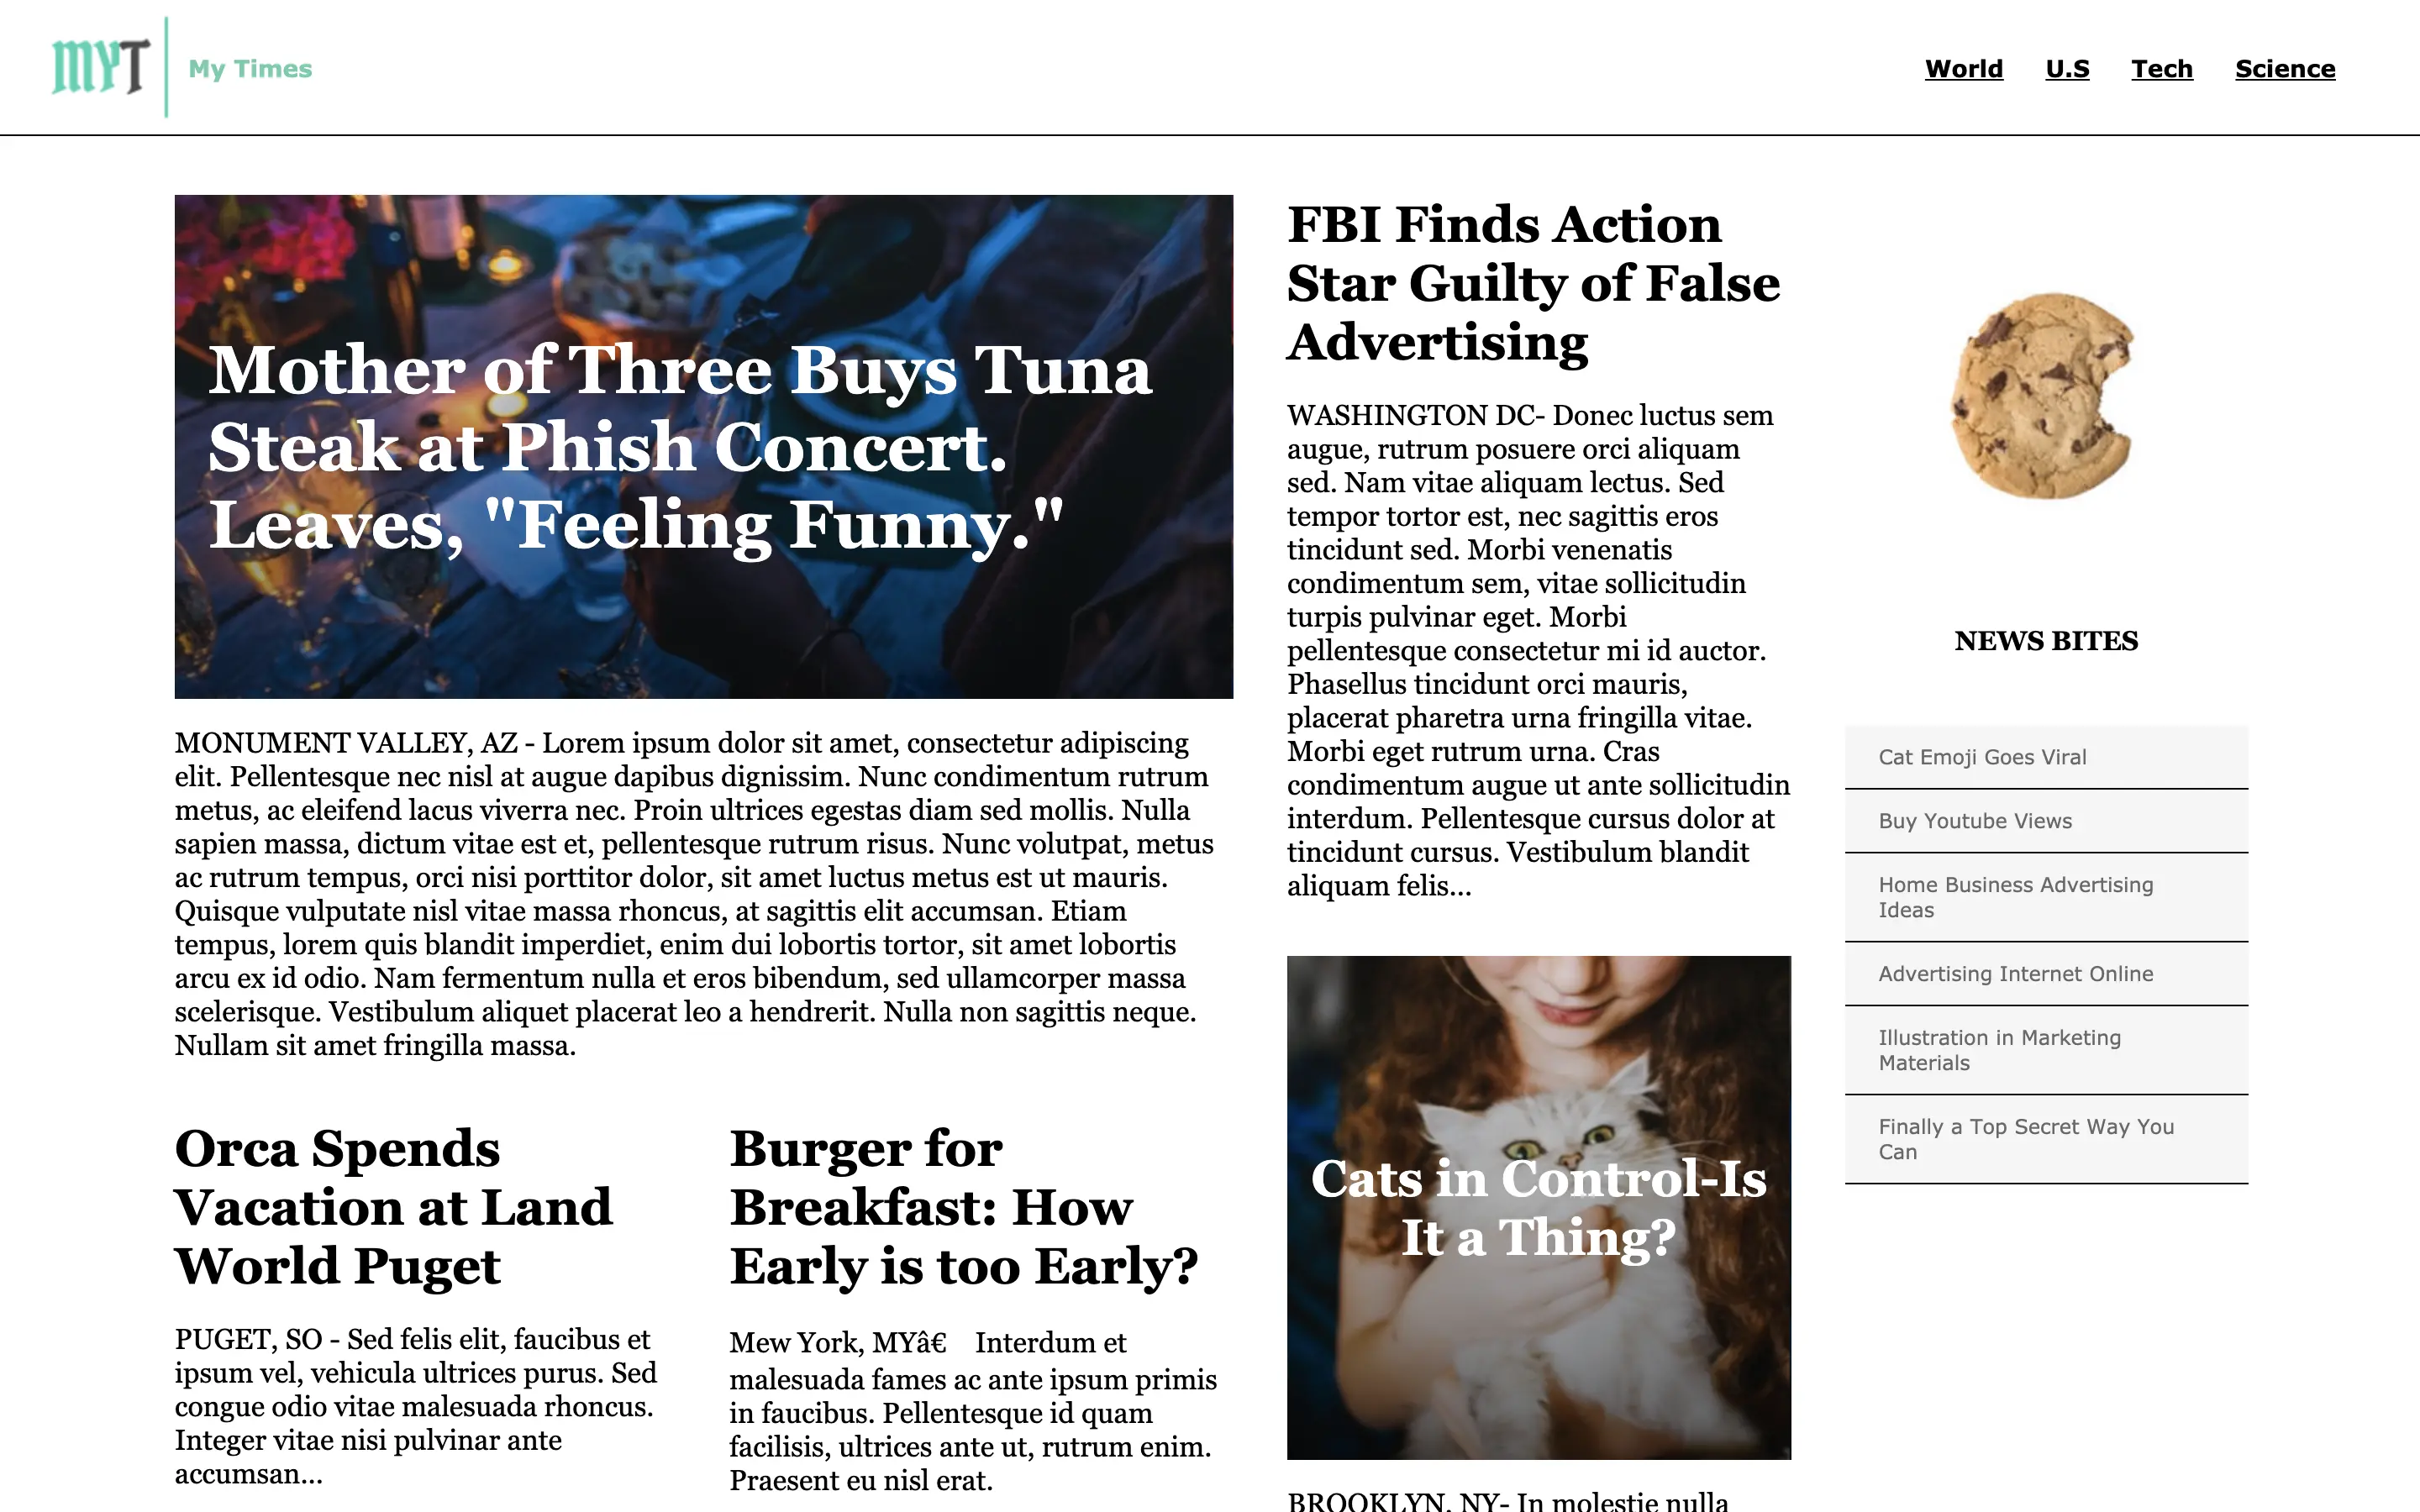 MYT
My Times
World
U.S
Tech
Science
Mother of Three Buys Tuna
Steak at Phish Concert.
Leaves, "Feeling Funny."
MONUMENT VALLEY, AZ - Lorem ipsum dolor sit amet, consectetur adipiscing
elit. Pellentesque nec nisl at augue dapibus dignissim. Nunc condimentum rutrum
metus, ac eleifend lacus viverra nec. Proin ultrices egestas diam sed mollis. Nulla
sapien massa, dictum vitae est et, pellentesque rutrum risus. Nunc volutpat, metus
ac rutrum tempus, orci nisi porttitor dolor, sit amet luctus metus est ut mauris.
Quisque vulputate nisl vitae massa rhoncus, at sagittis elit accumsan. Etiam
tempus, lorem quis blandit imperdiet, enim dui lobortis tortor, sit amet lobortis
arcu ex id odio. Nam fermentum nulla et eros bibendum, sed ullamcorper massa
scelerisque. Vestibulum aliquet placerat leo a hendrerit. Nulla non sagittis neque.
Nullam sit amet fringilla massa.
Orca Spends
Vacation at Land
World Puget
PUGET, SO - Sed felis elit, faucibus et
ipsum vel, vehicula ultrices purus. Sed
congue odio vitae malesuada rhoncus.
Integer vitae nisi pulvinar ante
accumsan...
Burger for
Breakfast: How
Early is too Early?
Mew York, MYâ€ Interdum et
malesuada fames ac ante ipsum primis
in faucibus. Pellentesque id quam
facilisis, ultrices ante ut, rutrum enim.
Praesent eu nisl erat.
FBI Finds Action
Star Guilty of False
Advertising
WASHINGTON DC- Donec luctus sem
augue, rutrum posuere orci aliquam
sed. Nam vitae aliquam lectus. Sed
tempor tortor est, nec sagittis eros
tincidunt sed. Morbi venenatis
condimentum sem, vitae sollicitudin
turpis pulvinar eget. Morbi
pellentesque consectetur mi id auctor.
Phasellus tincidunt orci mauris,
placerat pharetra urna fringilla vitae.
Morbi eget rutrum urna. Cras
condimentum augue ut ante sollicitudin
interdum. Pellentesque cursus dolor at
tincidunt cursus. Vestibulum blandit
aliquam felis...
Cats in Control-Is
It a Thing?
BROOKLYN, NY- In molestie nulla
NEWS BITES
Cat Emoji Goes Viral
Buy Youtube Views
Home Business Advertising
Ideas
Advertising Internet Online
Illustration in Marketing
Materials
Finally a Top Secret Way You
Can